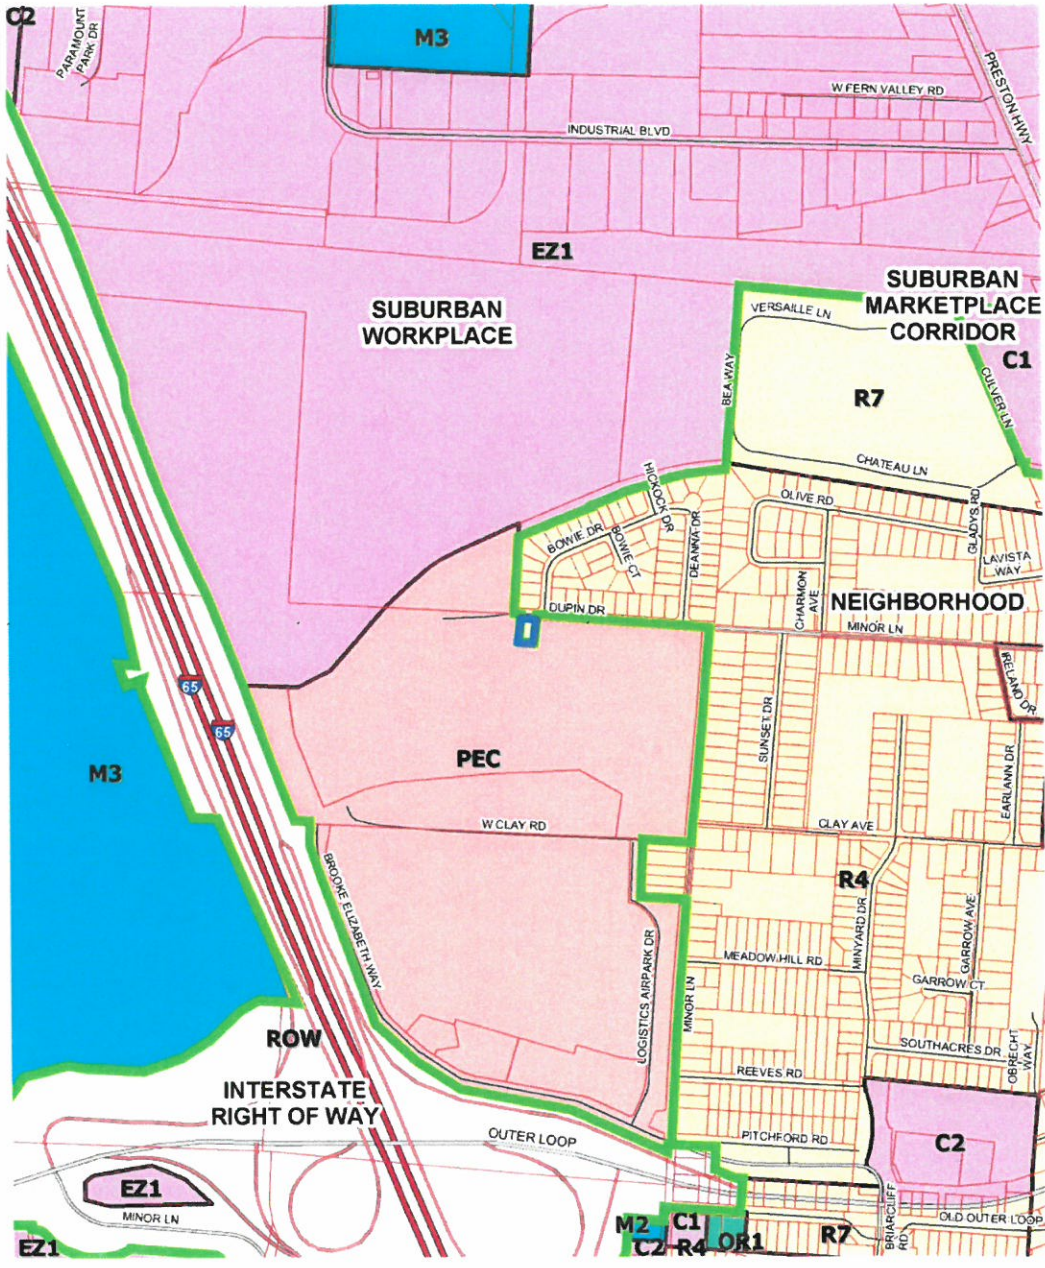 C2
PARAMOUNT
PARK DR
M3
W FERN VALLEY RD
PRESTON HWY
INDUSTRIAL BLVD
EZ1
SUBURBAN
WORKPLACE
SUBURBAN
MARKETPLACE
CORRIDOR
VERSAILLE LN
C1
BEA WAY
R7
CULVER LN
CHATEAU LN
HICKOCK DR
OLIVE RD
GLADYS RD
BOWIE DR
BOWIE CT
DEANNA DR
LAVISTA
WAY
CHARMON
AVE
NEIGHBORHOOD
DUPIN DR
MINOR LN
IRELAND DR
65
65
SUNSET DR
M3
PEC
EARLANN DR
W CLAY RD
CLAY AVE
BROOKE ELIZABETH WAY
R4
MINYARD DR
GARROW AVE
LOGISTICS AIRPARK DR
MEADOW HILL RD
GARROW CT
MINOR LN
ROW
SOUTHACRES DR
OBRECHT
WAY
REEVES RD
INTERSTATE
RIGHT OF WAY
OUTER LOOP
PITCHFORD RD
C2
EZ1
MINOR LN
BRIARCLIFF
RD
OLD OUTER LOOP
M2
C1
EZ1
C2
R4
OR1
R7